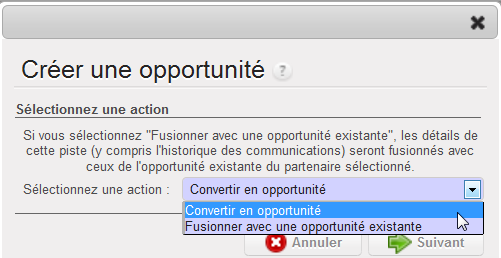 Créer une opportunité ?
Sélectionnez une action
Si vous sélectionnez "Fusionner avec une opportunité existante", les détails de
cette piste (y compris l'historique des communications) seront fusionnés avec
ceux de l'opportunité existante du partenaire sélectionné.
Sélectionnez une action : Convertir en opportunité
Convertir en opportunité
Fusionner avec une opportunité existante
Annuler Suivant